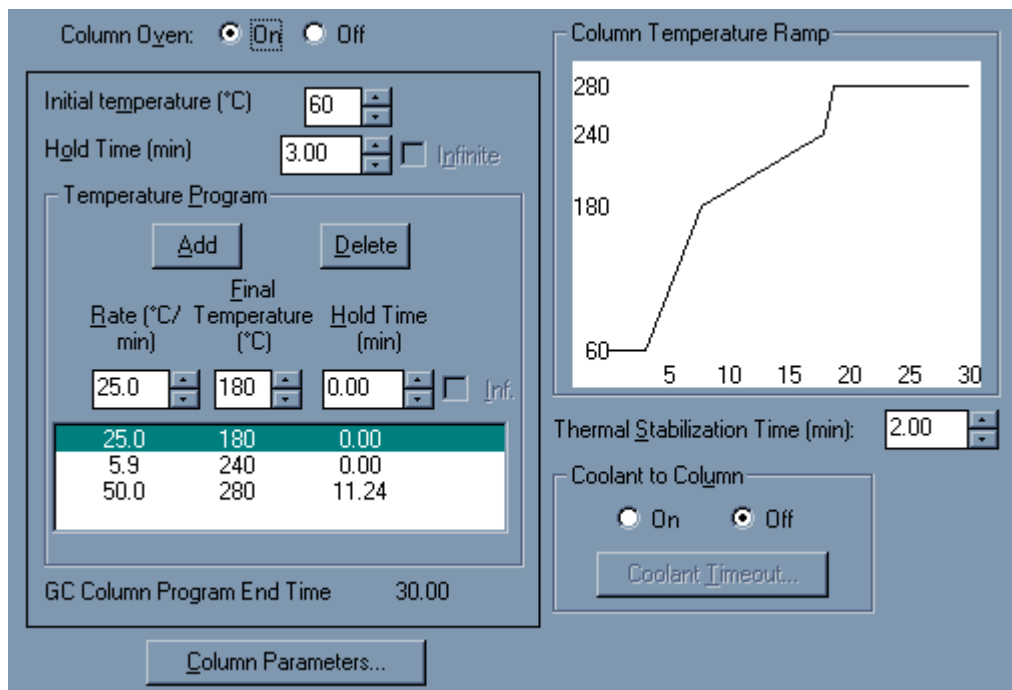 Column Oven: On Off
Initial temperature (°C) 60
Hold Time (min) 3.00 Infinite
Temperature Program
Add Delete
Final
Rate (°C/ Temperature Hold Time
min) (°C) (min)
25.0 180 0.00 Inf.
25.0 180 0.00
5.9 240 0.00
50.0 280 11.24
GC Column Program End Time 30.00
Column Parameters...
Column Temperature Ramp
280
240
180
60
5 10 15 20 25 30
Thermal Stabilization Time (min): 2.00
Coolant to Column
On Off
Coolant Timeout...